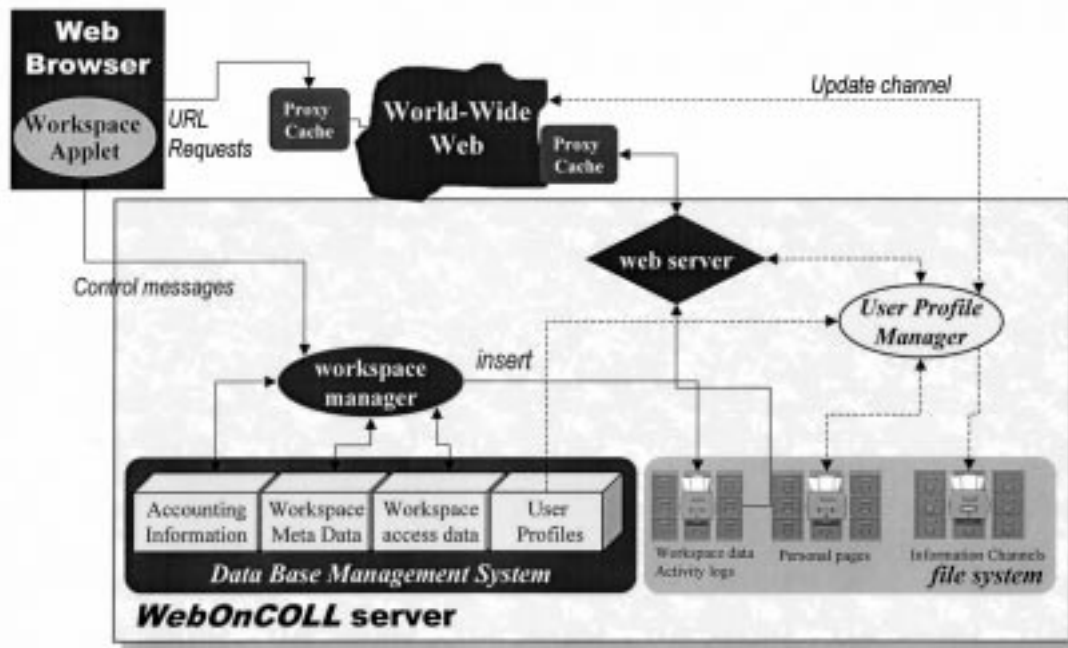 Web
Browser
Workspace
Applet
URL
Requests
Proxy
Cache
World-Wide
Web
Proxy
Cache
Update channel
Control messages
web server
User Profile
Manager
workspace
manager
insert
Accounting
Information
Workspace
Meta Data
Workspace
access data
User
Profiles
Data Base Management System
Workspace data
Activity logs
Personal pages
Information Channels
file system
WebOnCOLL server